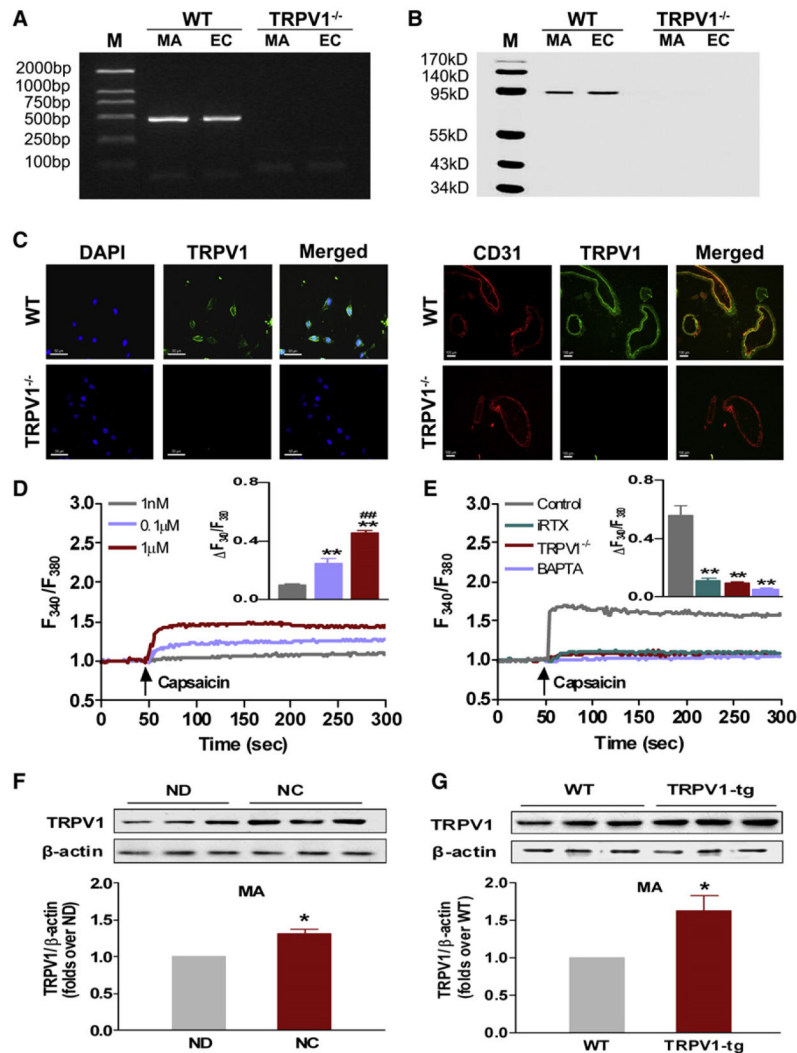 A
WT TRPV1-/-
M MA EC MA EC
2000bp
1000bp
750bp
500bp
250bp
100bp
B
WT TRPV1-/-
M MA EC MA EC
170kD
140kD
95kD
55kD
43kD
34kD
C
DAPI TRPV1 Merged
WT
TRPV1-/-
CD31 TRPV1 Merged
WT
TRPV1-/-
D
F340/F380
3.0
2.5
2.0
1.5
1.0
0.5
1nM
0.1μM
1μM
Δ F340/F380
0.8
0.4
0.0
**
##
**
Capsaicin
0 50 100 150 200 250 300
Time (sec)
E
F340/F380
3.0
2.5
2.0
1.5
1.0
0.5
Control
iRTX
TRPV1-/-
BAPTA
Δ F340/F380
0.8
0.4
0.0
** ** **
Capsaicin
0 50 100 150 200 250 300
Time (sec)
F
ND NC
TRPV1
β-actin
MA
TRPV1/β-actin
(folds over ND)
2.0
1.5
1.0
0.5
0.0
*
ND NC
G
WT TRPV1-tg
TRPV1
β-actin
MA
TRPV1/β-actin
(folds over WT)
2.0
1.5
1.0
0.5
0.0
*
WT TRPV1-tg